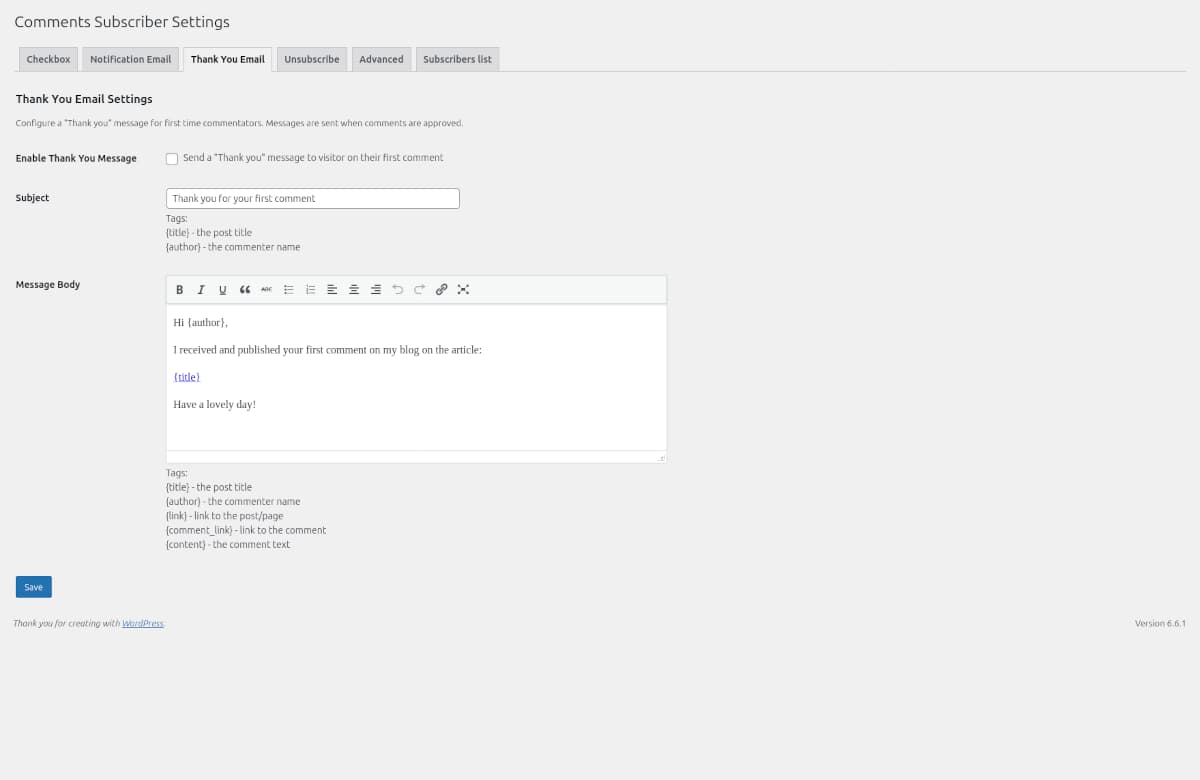 Comments Subscriber Settings
Checkbox Notification Email Thank You Email Unsubscribe Advanced Subscribers list
Thank You Email Settings
Configure a "Thank you" message for first time commentators. Messages are sent when comments are approved.
Enable Thank You Message Send a "Thank you" message to visitor on their first comment
Subject Thank you for your first comment
Tags:
{title} - the post title
{author} - the commenter name
Message Body B I U ABC
Hi {author},
I received and published your first comment on my blog on the article:
{title}
Have a lovely day!
Tags:
{title} - the post title
{author} - the commenter name
{link} - link to the post/page
{comment_link} - link to the comment
{content} - the comment text
Save
Thank you for creating with WordPress. Version 6.6.1